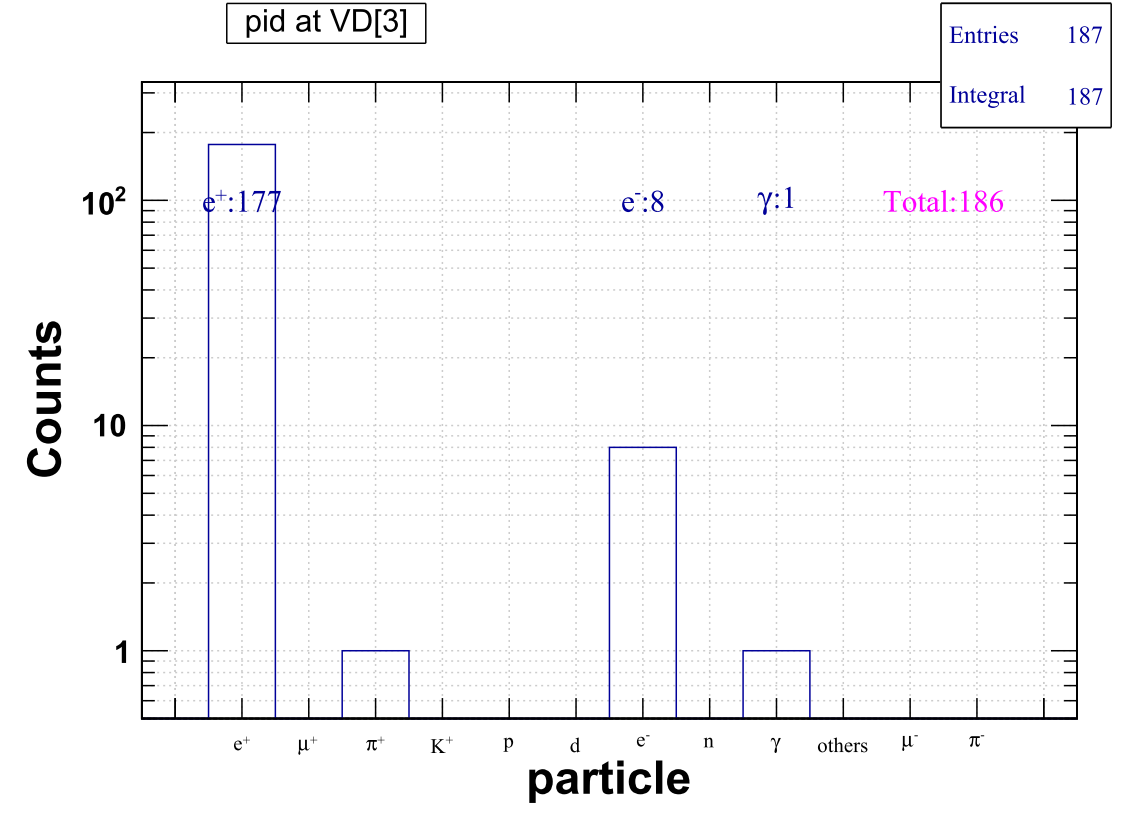 pid at VD[3]
Entries 187
Integral 187
e⁺:177 e⁻:8 γ:1 Total:186
10²
10
1
Counts
e⁺ μ⁺ π⁺ K⁺ p d e⁻ n γ others μ⁻ π⁻
particle